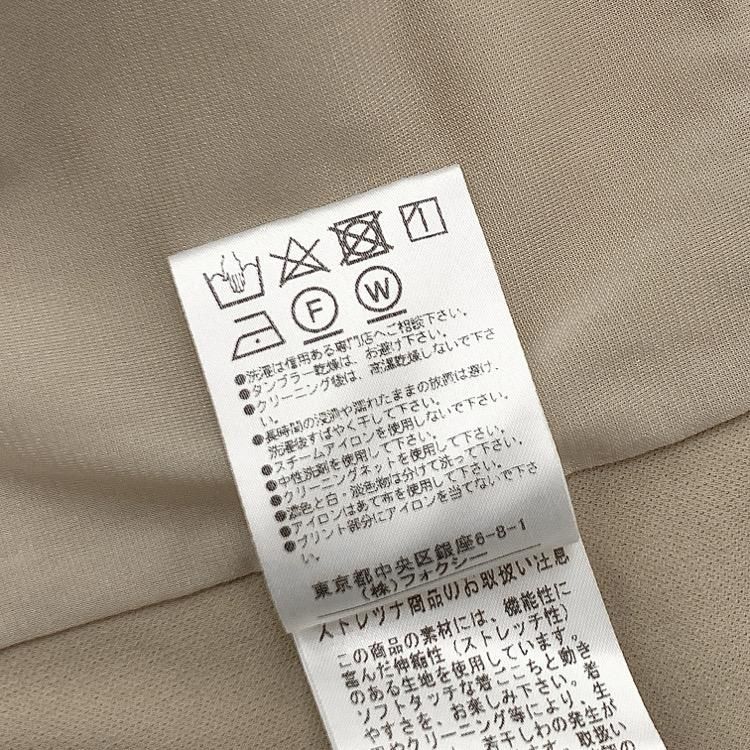 F W
●洗濯は信用ある専門店へご相談下さい。
●タンブラー乾燥は、お避け下さい。
●クリーニング後は、高温乾燥しないで下さ
い。
●長時間の浸漬や濡れたままの放置は避け、
洗濯後すばやく干して下さい。
●スチームアイロンを使用しないで下さい。
●中性洗剤を使用して下さい。
●クリーニングネットを使用して下さい。
●濃色と白・淡色物は分けて洗って下さい。
●アイロンはあて布を使用して下さい。
●プリント部分にアイロンを当てないで下さ
い。
東京都中央区銀座6-8-1
(株)フォクシー
ストレッチ商品のお取扱い注意
この商品の素材には、機能性に
富んだ伸縮性(ストレッチ性)
のある生地を使用しています。
ソフトタッチな着ごこちと動き
やすさを、お楽しみ下さい。着
やクリーニング等により、生
若干しわの発生が
取扱い